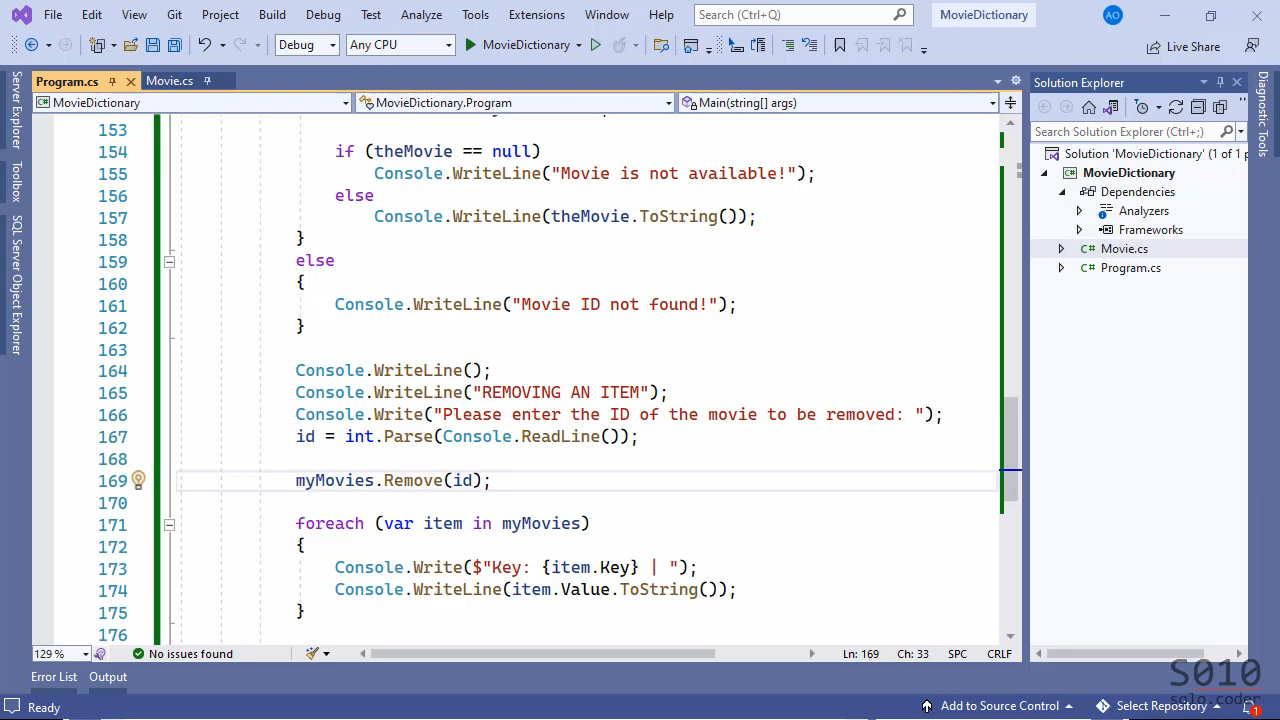 File Edit View Git Project Build Debug Test Analyze Tools Extensions Window Help Search (Ctrl+Q) MovieDictionary AO
Debug Any CPU MovieDictionary Live Share
Program.cs Movie.cs
MovieDictionary MovieDictionary.Program Main(string[] args)
153
154 if (theMovie == null)
155 Console.WriteLine("Movie is not available!");
156 else
157 Console.WriteLine(theMovie.ToString());
158 }
159 else
160 {
161 Console.WriteLine("Movie ID not found!");
162 }
163
164 Console.WriteLine();
165 Console.WriteLine("REMOVING AN ITEM");
166 Console.Write("Please enter the ID of the movie to be removed: ");
167 id = int.Parse(Console.ReadLine());
168
169 myMovies.Remove(id);
170
171 foreach (var item in myMovies)
172 {
173 Console.Write($"Key: {item.Key} | ");
174 Console.WriteLine(item.Value.ToString());
175 }
176
129 % No issues found Ln: 169 Ch: 33 SPC CRLF
Error List Output
Ready Add to Source Control Select Repository 1
Server Explorer
Toolbox
SQL Server Object Explorer
Solution Explorer
Search Solution Explorer (Ctrl+;)
Solution 'MovieDictionary' (1 of 1 p
MovieDictionary
Dependencies
Analyzers
Frameworks
Movie.cs
Program.cs
Diagnostic Tools
S010
solo.coder